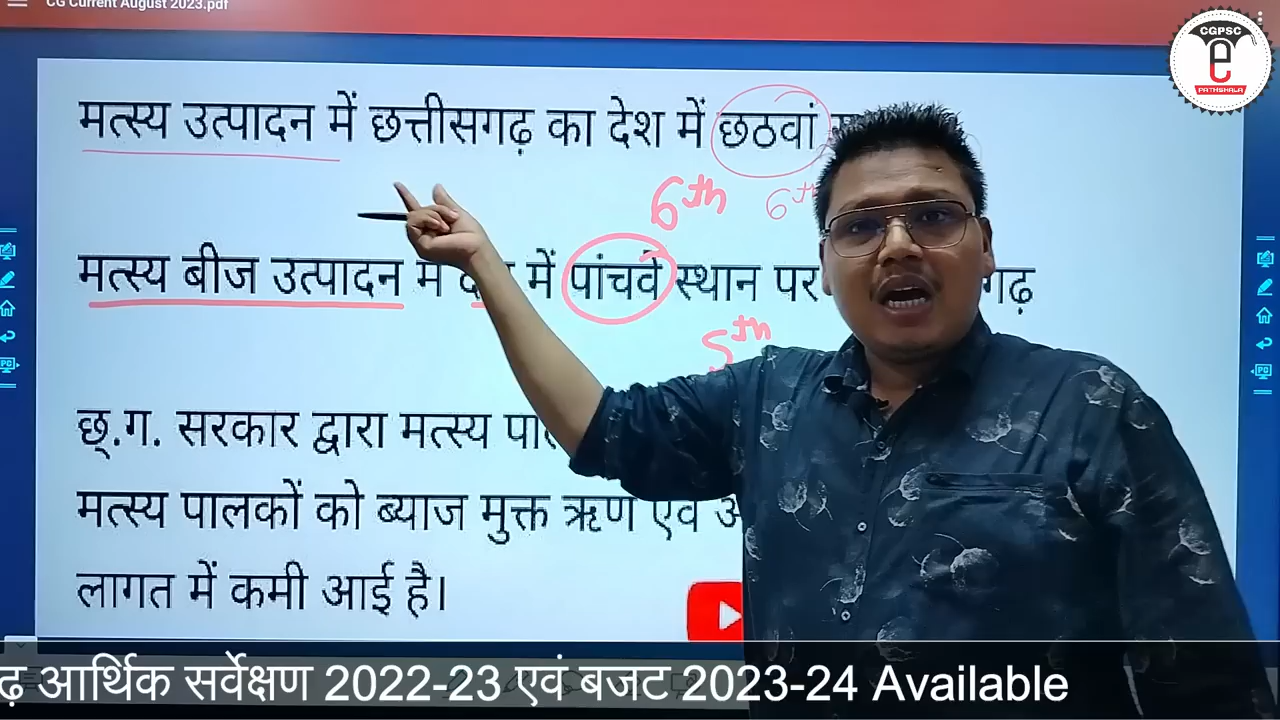 CG Current August 2023.pdf
CGPSC
e
PATHSHALA
मत्स्य उत्पादन में छत्तीसगढ़ का देश में छठवां
6th 6th
मत्स्य बीज उत्पादन में में पांचवे स्थान पर गढ़
5th
छ.ग. सरकार द्वारा मत्स्य
मत्स्य पालकों को ब्याज मुक्त ऋण एवं
लागत में कमी आई है।
ढ़ आर्थिक सर्वेक्षण 2022-23 एवं बजट 2023-24 Available